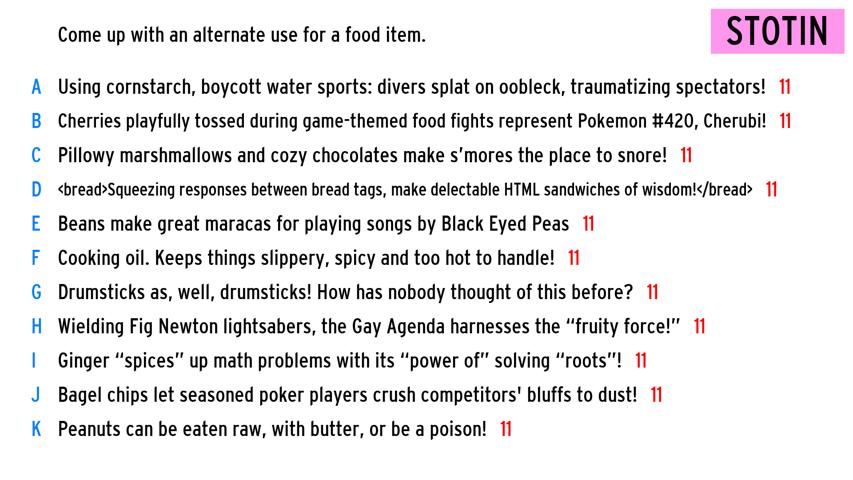 Come up with an alternate use for a food item.
STOTIN
A Using cornstarch, boycott water sports: divers splat on oobleck, traumatizing spectators! 11
B Cherries playfully tossed during game-themed food fights represent Pokemon #420, Cherubi! 11
C Pillowy marshmallows and cozy chocolates make s’mores the place to snore! 11
D <bread>Squeezing responses between bread tags, make delectable HTML sandwiches of wisdom!</bread> 11
E Beans make great maracas for playing songs by Black Eyed Peas 11
F Cooking oil. Keeps things slippery, spicy and too hot to handle! 11
G Drumsticks as, well, drumsticks! How has nobody thought of this before? 11
H Wielding Fig Newton lightsabers, the Gay Agenda harnesses the “fruity force!” 11
I Ginger “spices” up math problems with its “power of” solving “roots”! 11
J Bagel chips let seasoned poker players crush competitors' bluffs to dust! 11
K Peanuts can be eaten raw, with butter, or be a poison! 11